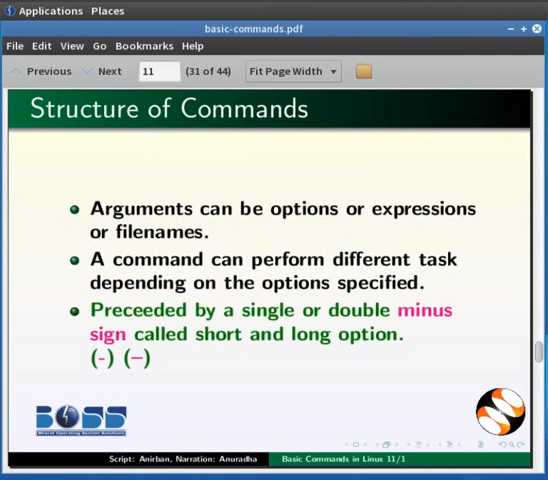 Applications Places
basic-commands.pdf
File Edit View Go Bookmarks Help
Previous Next 11 (31 of 44) Fit Page Width
Structure of Commands
Arguments can be options or expressions
or filenames.
A command can perform different task
depending on the options specified.
Preceeded by a single or double minus
sign called short and long option.
(-) (–)
BOSS
Script: Anirban, Narration: Anuradha Basic Commands in Linux 11/1